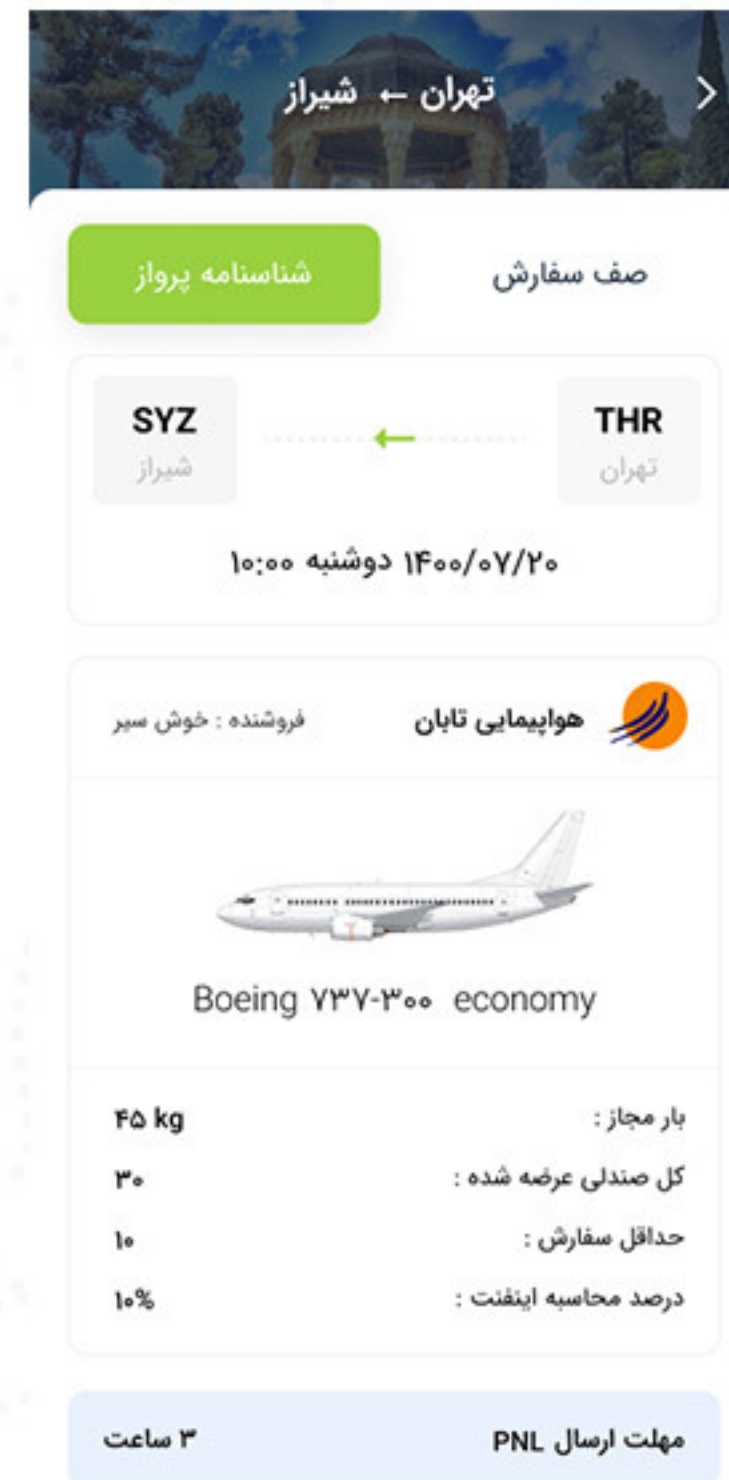 تهران ← شیراز
صف سفارش
شناسنامه پرواز
THR
SYZ
تهران
شیراز
۱۴۰۰/۰۷/۲۰ دوشنبه ۱۰:۰۰
هواپیمایی تابان
فروشنده : خوش سیر
Boeing ۷۳۷-۳۰۰ economy
بار مجاز : ۴۵ kg
کل صندلی عرضه شده : ۳۰
حداقل سفارش : ۱۰
درصد محاسبه اینفنت : ۱۰%
مهلت ارسال PNL ۳ ساعت